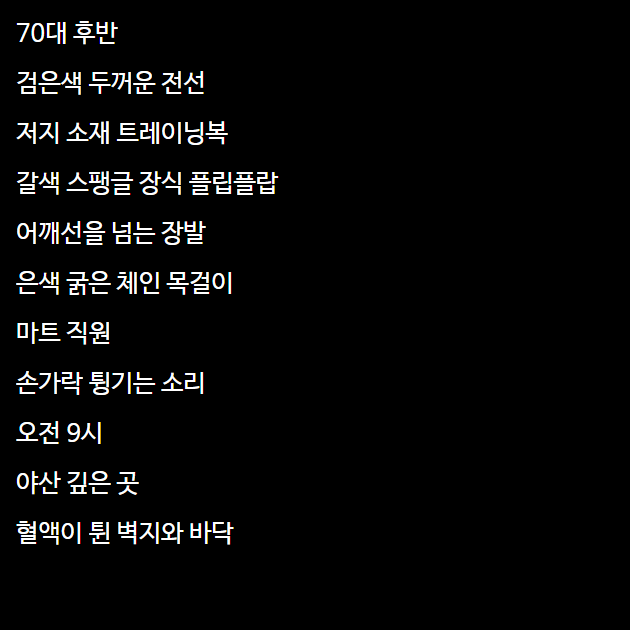 70대 후반
검은색 두꺼운 전선
저지 소재 트레이닝복
갈색 스팽글 장식 플립플랍
어깨선을 넘는 장발
은색 굵은 체인 목걸이
마트 직원
손가락 튕기는 소리
오전 9시
야산 깊은 곳
혈액이 튄 벽지와 바닥